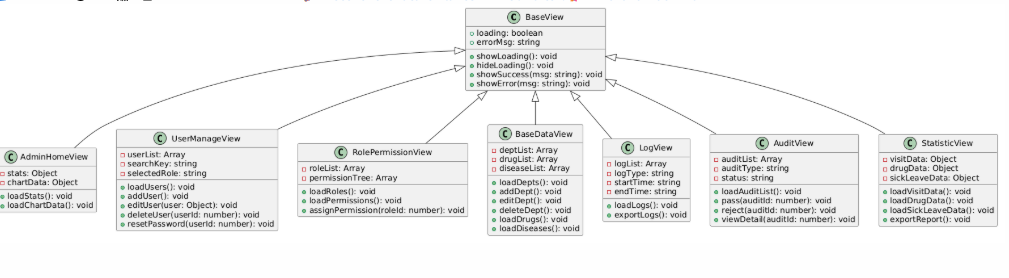 BaseView
loading: boolean
errorMsg: string
showLoading(): void
hideLoading(): void
showSuccess(msg: string): void
showError(msg: string): void
AdminHomeView
stats: Object
chartData: Object
loadStats(): void
loadChartData(): void
UserManageView
userList: Array
searchKey: string
selectedRole: string
loadUsers(): void
addUser(): void
editUser(user: Object): void
deleteUser(userId: number): void
resetPassword(userId: number): void
RolePermissionView
roleList: Array
permissionTree: Array
loadRoles(): void
loadPermissions(): void
assignPermission(roleId: number): void
BaseDataView
deptList: Array
drugList: Array
diseaseList: Array
loadDepts(): void
addDept(): void
editDept(): void
deleteDept(): void
loadDrugs(): void
loadDiseases(): void
LogView
logList: Array
logType: string
startTime: string
endTime: string
loadLogs(): void
exportLogs(): void
AuditView
auditList: Array
auditType: string
status: string
loadAuditList(): void
pass(auditId: number): void
reject(auditId: number): void
viewDetail(auditId: number): void
StatisticView
visitData: Object
drugData: Object
sickLeaveData: Object
loadVisitData(): void
loadDrugData(): void
loadSickLeaveData(): void
exportReport(): void